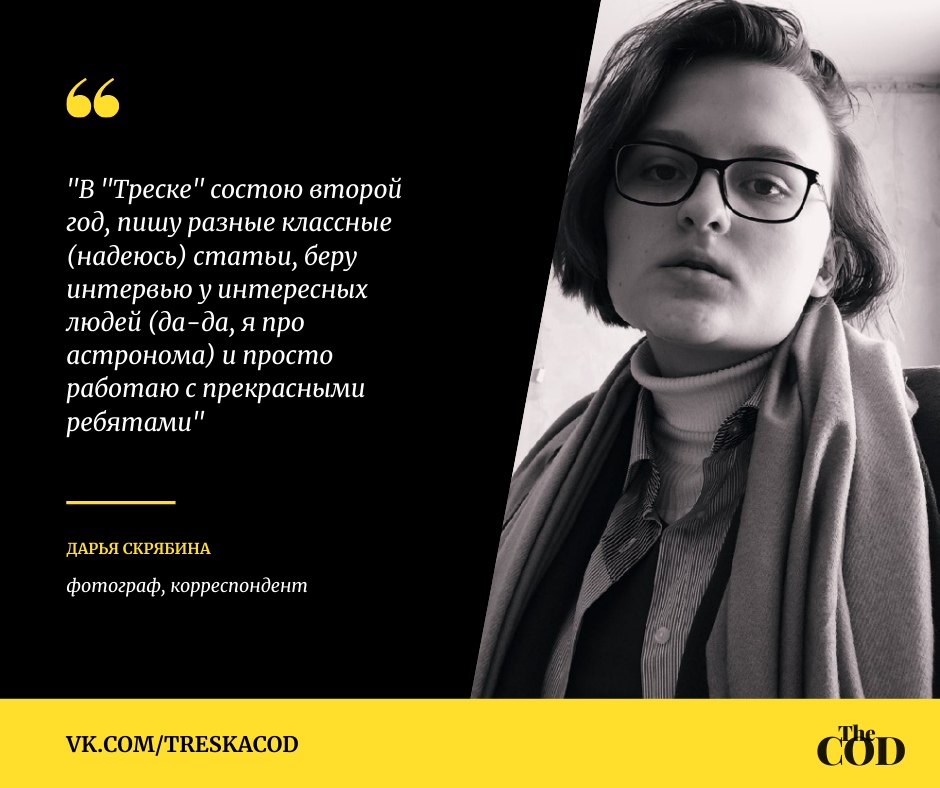 “
"В "Треске" состою второй
год, пишу разные классные
(надеюсь) статьи, беру
интервью у интересных
людей (да-да, я про
астронома) и просто
работаю с прекрасными
ребятами"
ДАРЬЯ СКРЯБИНА
фотограф, корреспондент
VK.COM/TRESKACOD
The
COD